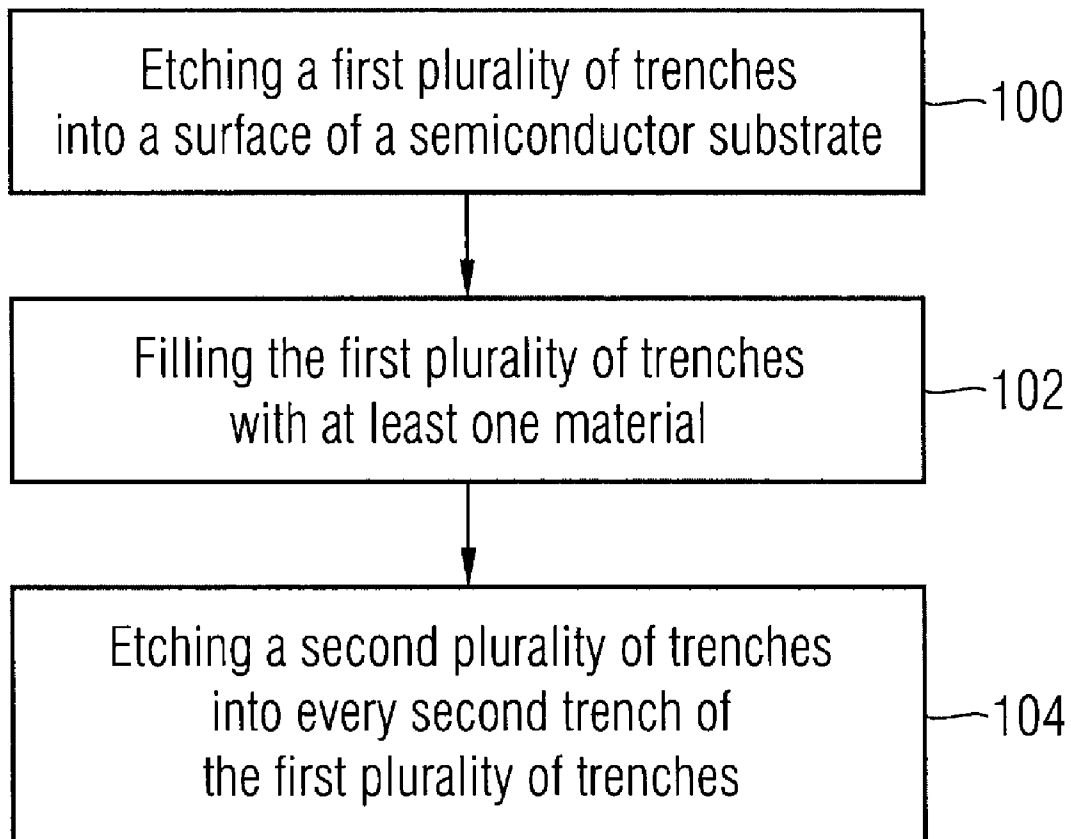 Etching a first plurality of trenches
into a surface of a semiconductor substrate
100
Filling the first plurality of trenches
with at least one material
102
Etching a second plurality of trenches
into every second trench of
the first plurality of trenches
104